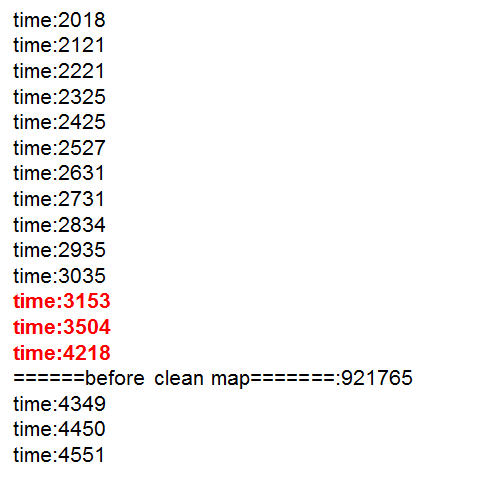 time:2018
time:2121
time:2221
time:2325
time:2425
time:2527
time:2631
time:2731
time:2834
time:2935
time:3035
time:3153
time:3504
time:4218
======before clean map=======:921765
time:4349
time:4450
time:4551